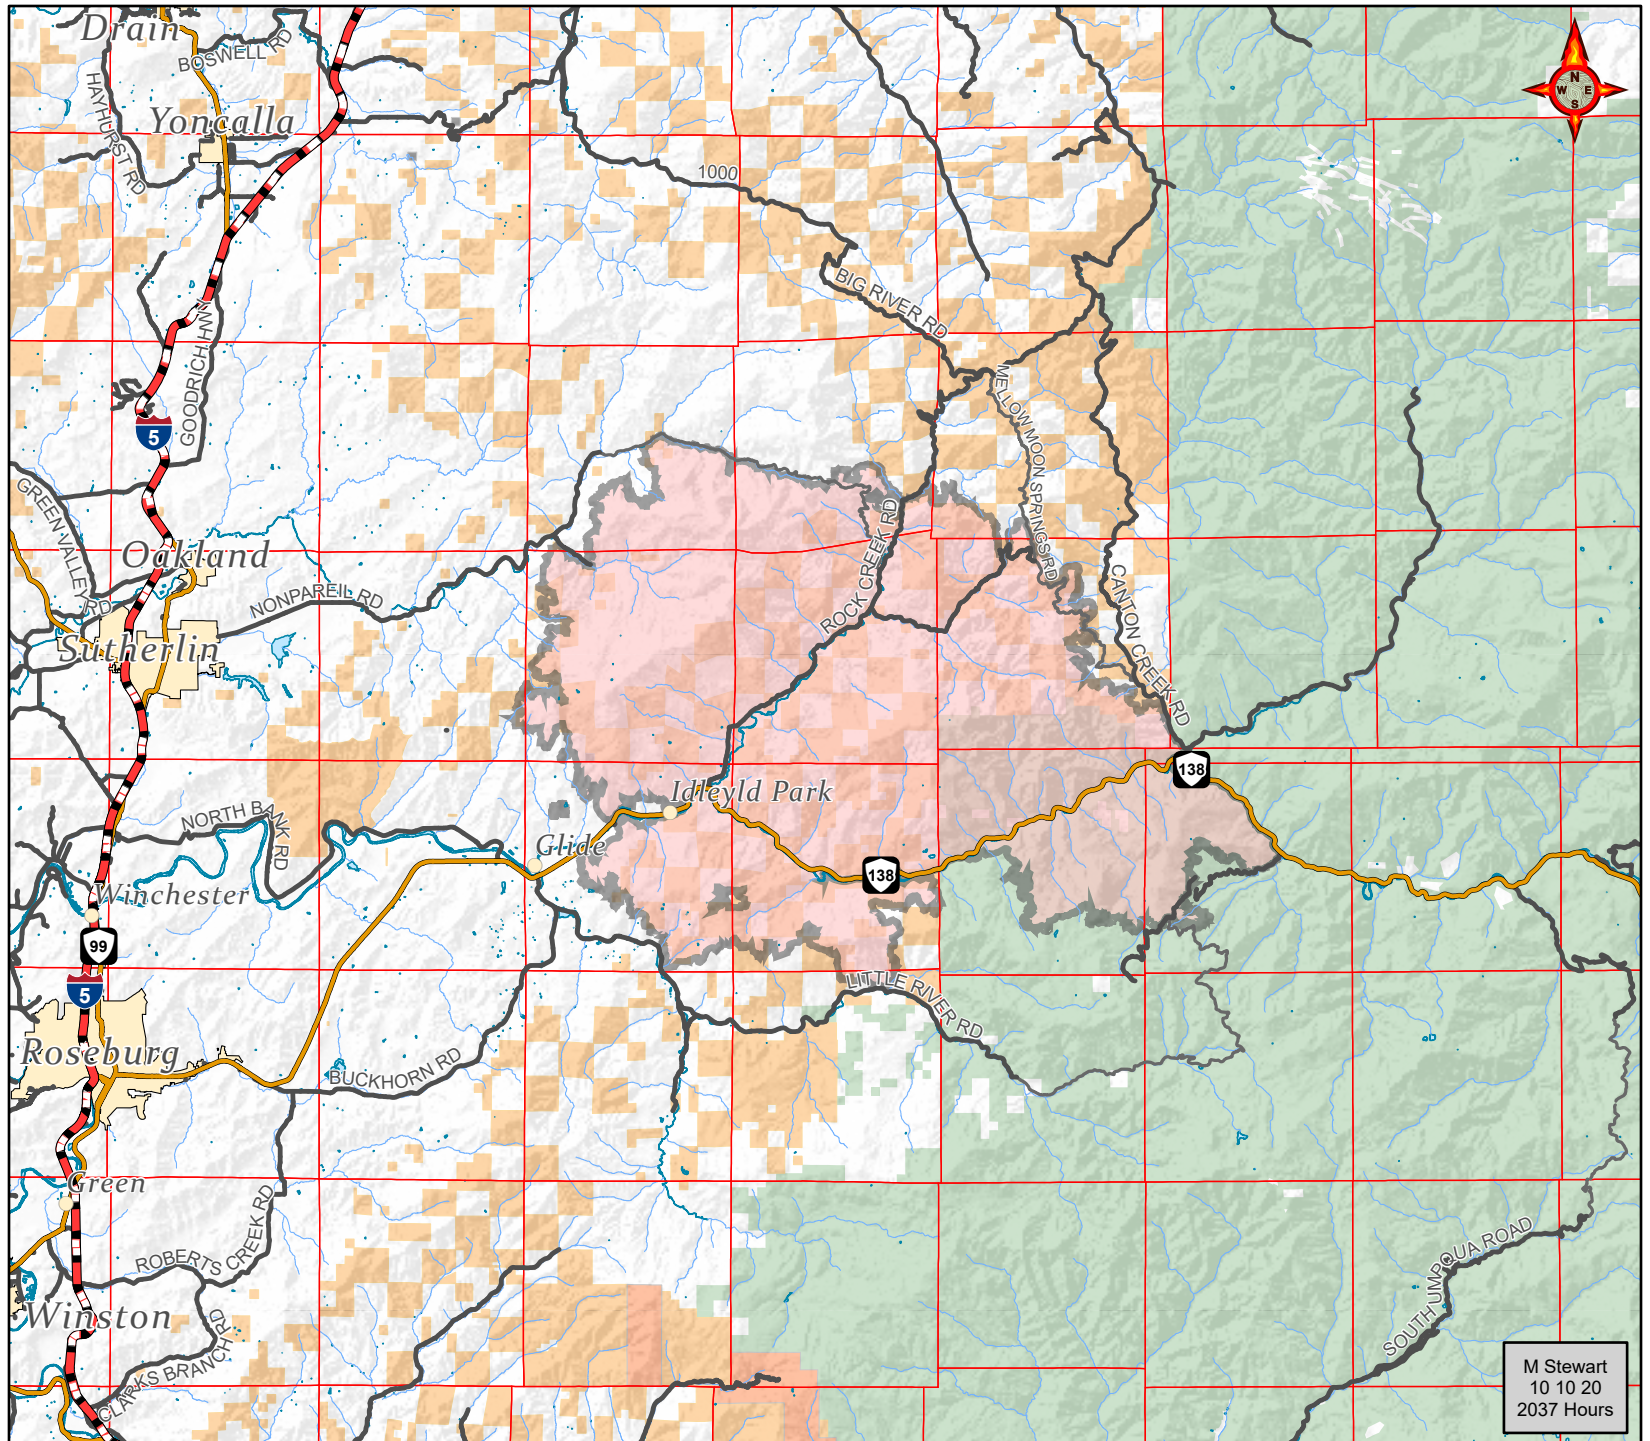 Drain
BOSWELL RD
HAYHURST RD
Yoncalla
1000
BIG RIVER RD
GOODRICH HWY
5
MELLOW MOON SPRINGS RD
GREEN VALLEY RD
Oakland
NONPAREIL RD
ROCK CREEK RD
CANTON CREEK RD
Sutherlin
138
Idleyld Park
NORTH BANK RD
Glide
138
Winchester
99
5
LITTLE RIVER RD
Roseburg
BUCKHORN RD
Green
ROBERTS CREEK RD
SOUTH UMPQUA ROAD
Winston
CLARKS BRANCH RD
N
W E
S
M Stewart
10 10 20
2037 Hours